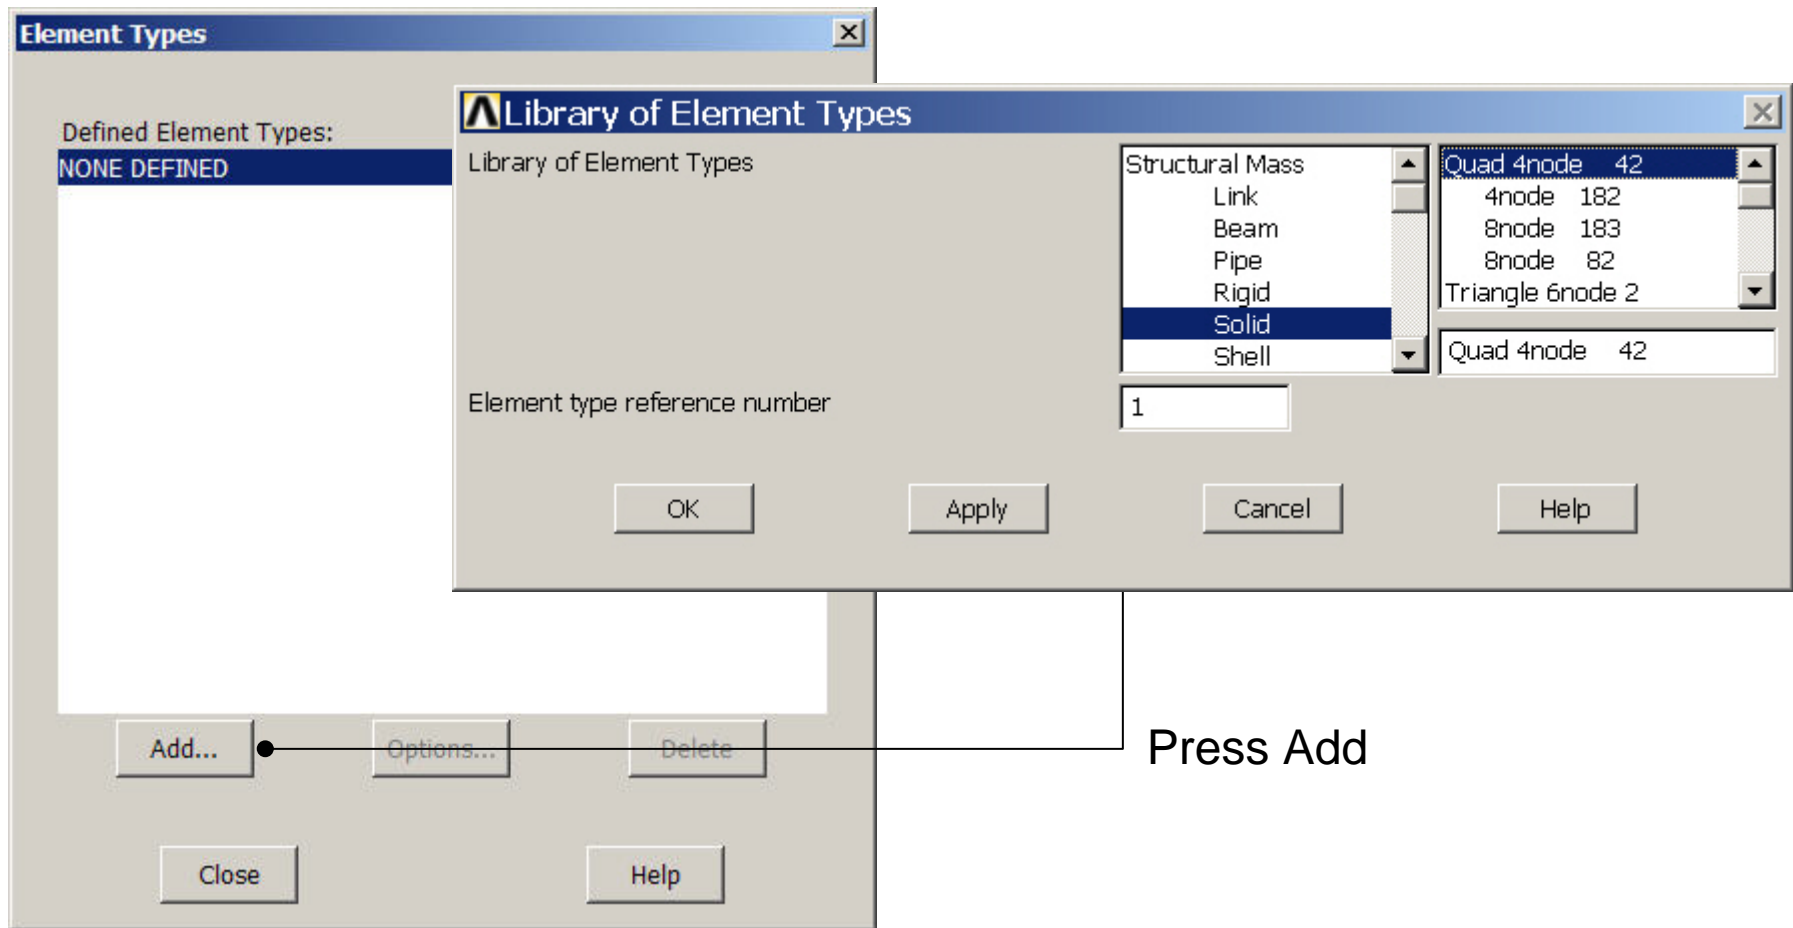 Element Types
Defined Element Types:
NONE DEFINED
Library of Element Types
Library of Element Types
Structural Mass
Link
Beam
Pipe
Rigid
Solid
Shell
Quad 4node 42
4node 182
8node 183
8node 82
Triangle 6node 2
Quad 4node 42
Element type reference number
1
OK Apply Cancel Help
Add... Options... Delete
Press Add
Close Help